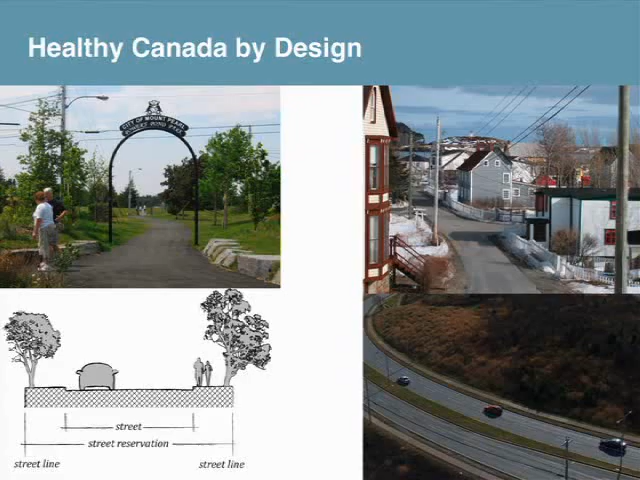 Healthy Canada by Design
CITY OF MOUNT PEARL
street
street reservation
street line
street line